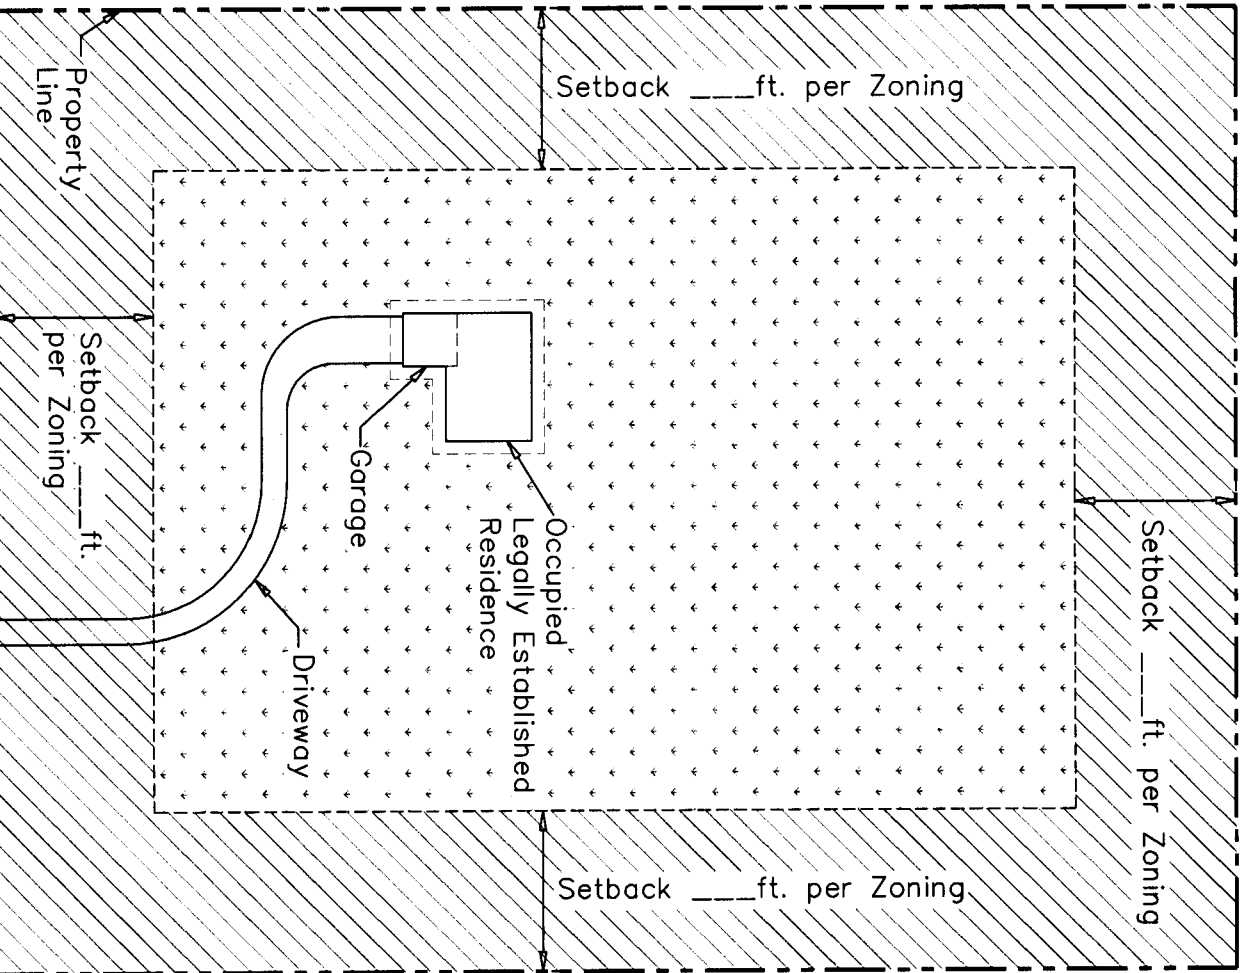 Setback ___ft. per Zoning
Property
Line
Setback ___ft.
per Zoning
Garage
Occupied
Legally Established
Residence
Driveway
Setback ___ft. per Zoning
Setback ___ft. per Zoning